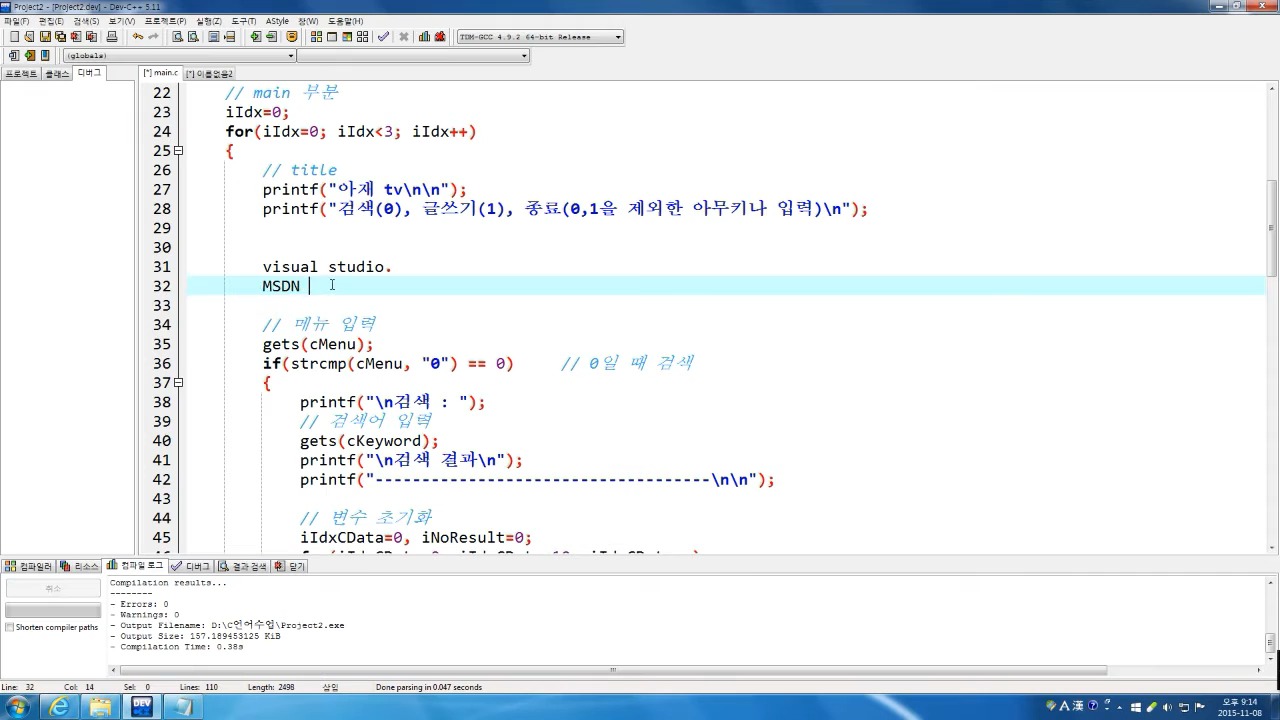 Project2 - [Project2.dev] - Dev-C++ 5.11
파일(F) 편집(E) 검색(S) 보기(V) 프로젝트(P) 실행(Z) 도구(T) AStyle 창(W) 도움말(H)
TDM-GCC 4.9.2 64-bit Release
(globals)
프로젝트 클래스 디버그 [*] main.c [*] 이름없음2
22 // main 부분
23 iIdx=0;
24 for(iIdx=0; iIdx<3; iIdx++)
25 {
26 // title
27 printf("아재 tv\n\n");
28 printf("검색(0), 글쓰기(1), 종료(0,1을 제외한 아무키나 입력)\n");
29
30
31 visual studio.
32 MSDN
33
34 // 메뉴 입력
35 gets(cMenu);
36 if(strcmp(cMenu, "0") == 0) // 0일 때 검색
37 {
38 printf("\n검색 : ");
39 // 검색어 입력
40 gets(cKeyword);
41 printf("\n검색 결과\n");
42 printf("------------------------------------\n\n");
43
44 // 변수 초기화
45 iIdxCData=0, iNoResult=0;
컴파일러 리소스 컴파일 로그 디버그 결과 검색 닫기
취소
Shorten compiler paths
Compilation results...
--------
- Errors: 0
- Warnings: 0
- Output Filename: D:\C언어수업\Project2.exe
- Output Size: 157.189453125 KiB
- Compilation Time: 0.38s
Line: 32 Col: 14 Sel: 0 Lines: 110 Length: 2498 삽입 Done parsing in 0.047 seconds
DEV
A 漢
오후 9:14
2015-11-08